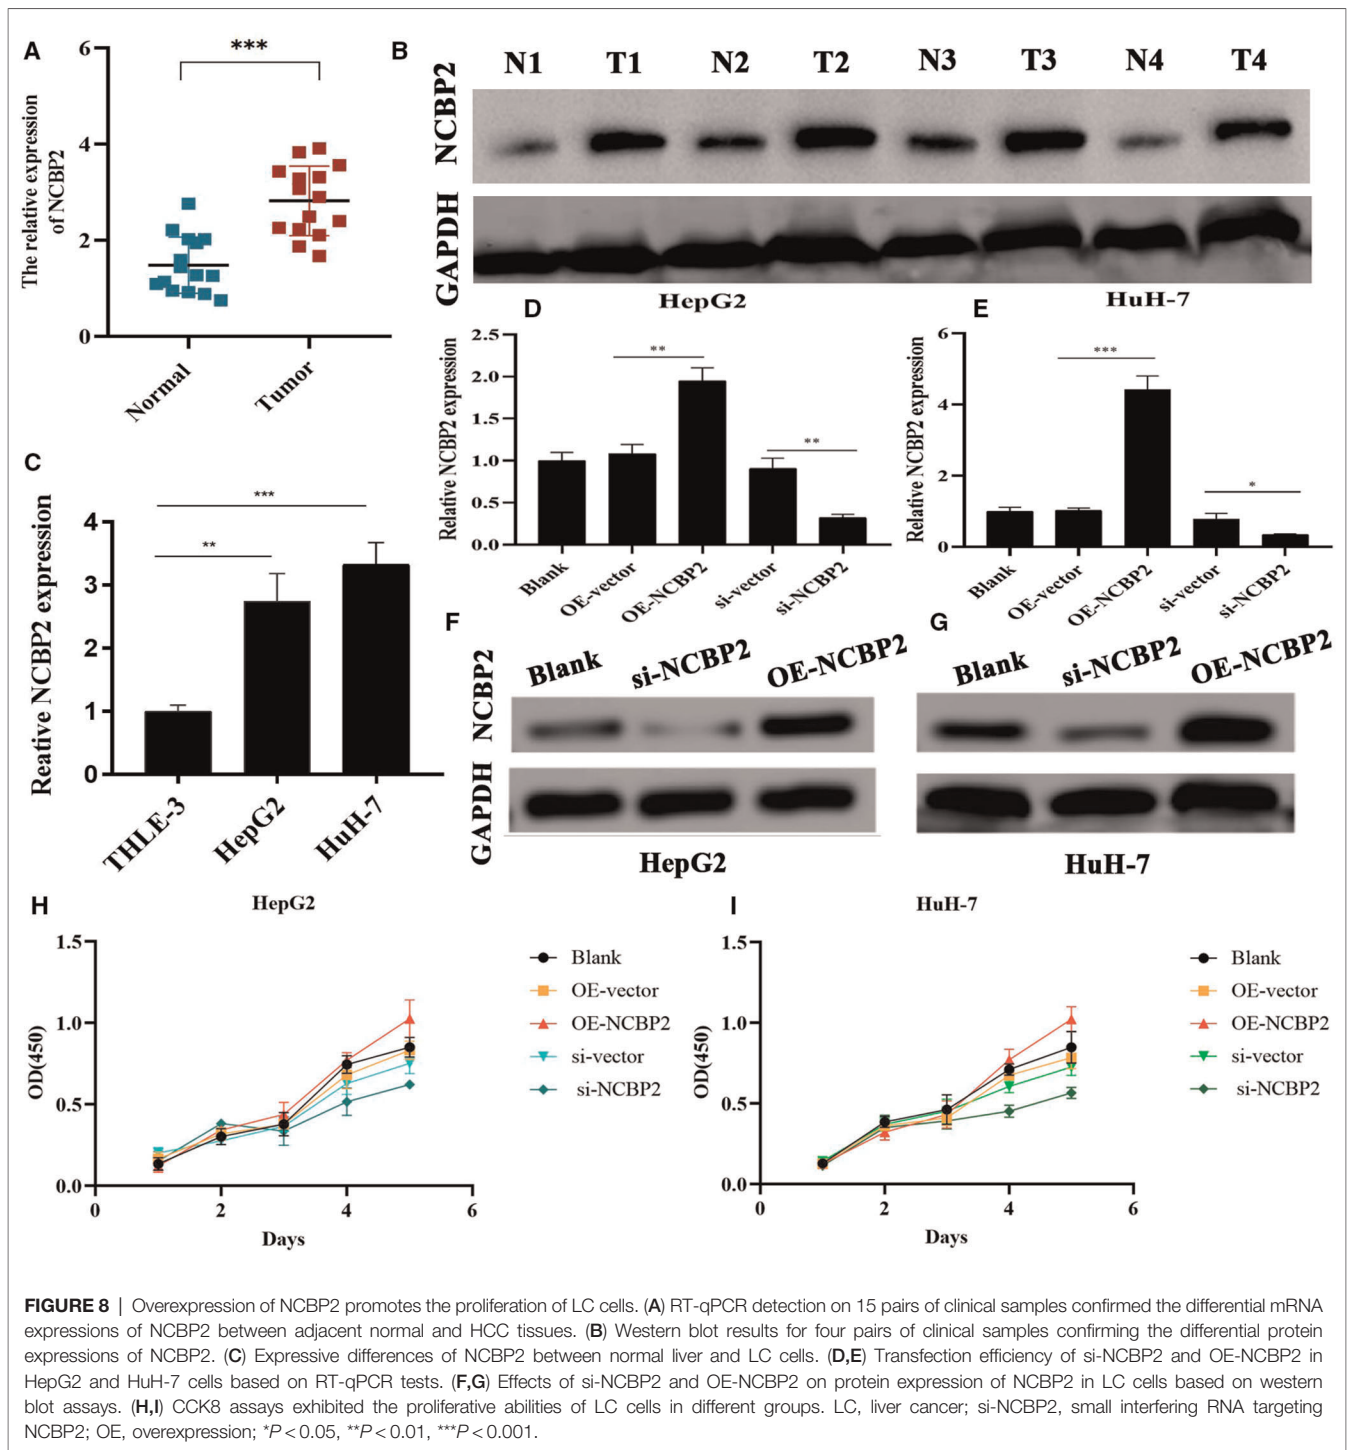 A
***
The relative expression
of NCBP2
6
4
2
0
Normal
Tumor
B
N1 T1 N2 T2 N3 T3 N4 T4
NCBP2
GAPDH
C
***
**
Reative NCBP2 expression
4
3
2
1
0
THLE-3
HepG2
HuH-7
D
HepG2
Relative NCBP2 expression
2.5
2.0
1.5
1.0
0.5
0.0
**
**
Blank
OE-vector
OE-NCBP2
si-vector
si-NCBP2
E
HuH-7
Relative NCBP2 expression
6
4
2
0
***
*
Blank
OE-vector
OE-NCBP2
si-vector
si-NCBP2
F
Blank
si-NCBP2
OE-NCBP2
NCBP2
GAPDH
HepG2
G
Blank
si-NCBP2
OE-NCBP2
HuH-7
H
HepG2
OD(450)
1.5
1.0
0.5
0.0
0 2 4 6
Days
Blank
OE-vector
OE-NCBP2
si-vector
si-NCBP2
I
HuH-7
OD(450)
1.5
1.0
0.5
0.0
0 2 4 6
Days
Blank
OE-vector
OE-NCBP2
si-vector
si-NCBP2
FIGURE 8 | Overexpression of NCBP2 promotes the proliferation of LC cells. (A) RT-qPCR detection on 15 pairs of clinical samples confirmed the differential mRNA
expressions of NCBP2 between adjacent normal and HCC tissues. (B) Western blot results for four pairs of clinical samples confirming the differential protein
expressions of NCBP2. (C) Expressive differences of NCBP2 between normal liver and LC cells. (D,E) Transfection efficiency of si-NCBP2 and OE-NCBP2 in
HepG2 and HuH-7 cells based on RT-qPCR tests. (F,G) Effects of si-NCBP2 and OE-NCBP2 on protein expression of NCBP2 in LC cells based on western
blot assays. (H,I) CCK8 assays exhibited the proliferative abilities of LC cells in different groups. LC, liver cancer; si-NCBP2, small interfering RNA targeting
NCBP2; OE, overexpression; *P < 0.05, **P < 0.01, ***P < 0.001.